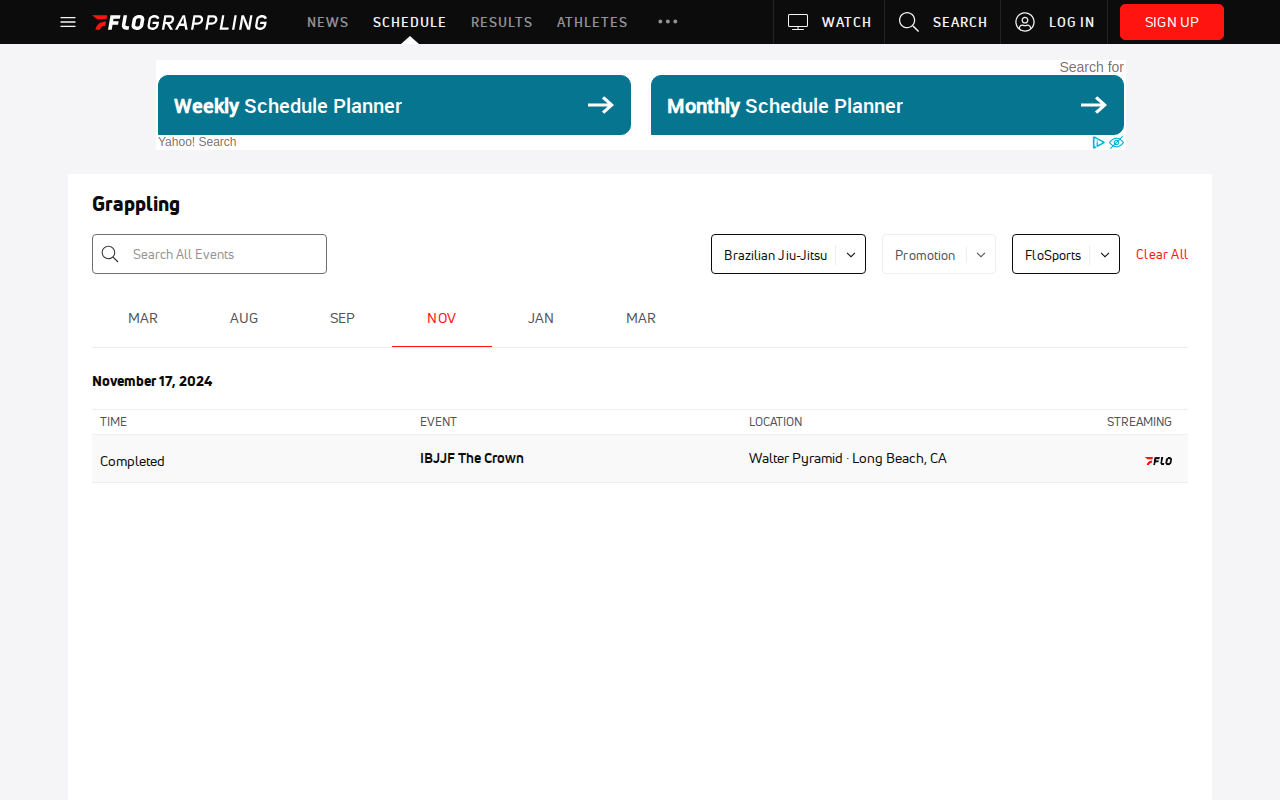 FLOGRAPPLING NEWS SCHEDULE RESULTS ATHLETES WATCH SEARCH LOG IN SIGN UP
Search for
Weekly Schedule Planner
Monthly Schedule Planner
Yahoo! Search
Grappling
Search All Events
Brazilian Jiu-Jitsu
Promotion
FloSports
Clear All
MAR AUG SEP NOV JAN MAR
November 17, 2024
TIME EVENT LOCATION STREAMING
Completed IBJJF The Crown Walter Pyramid · Long Beach, CA FLO